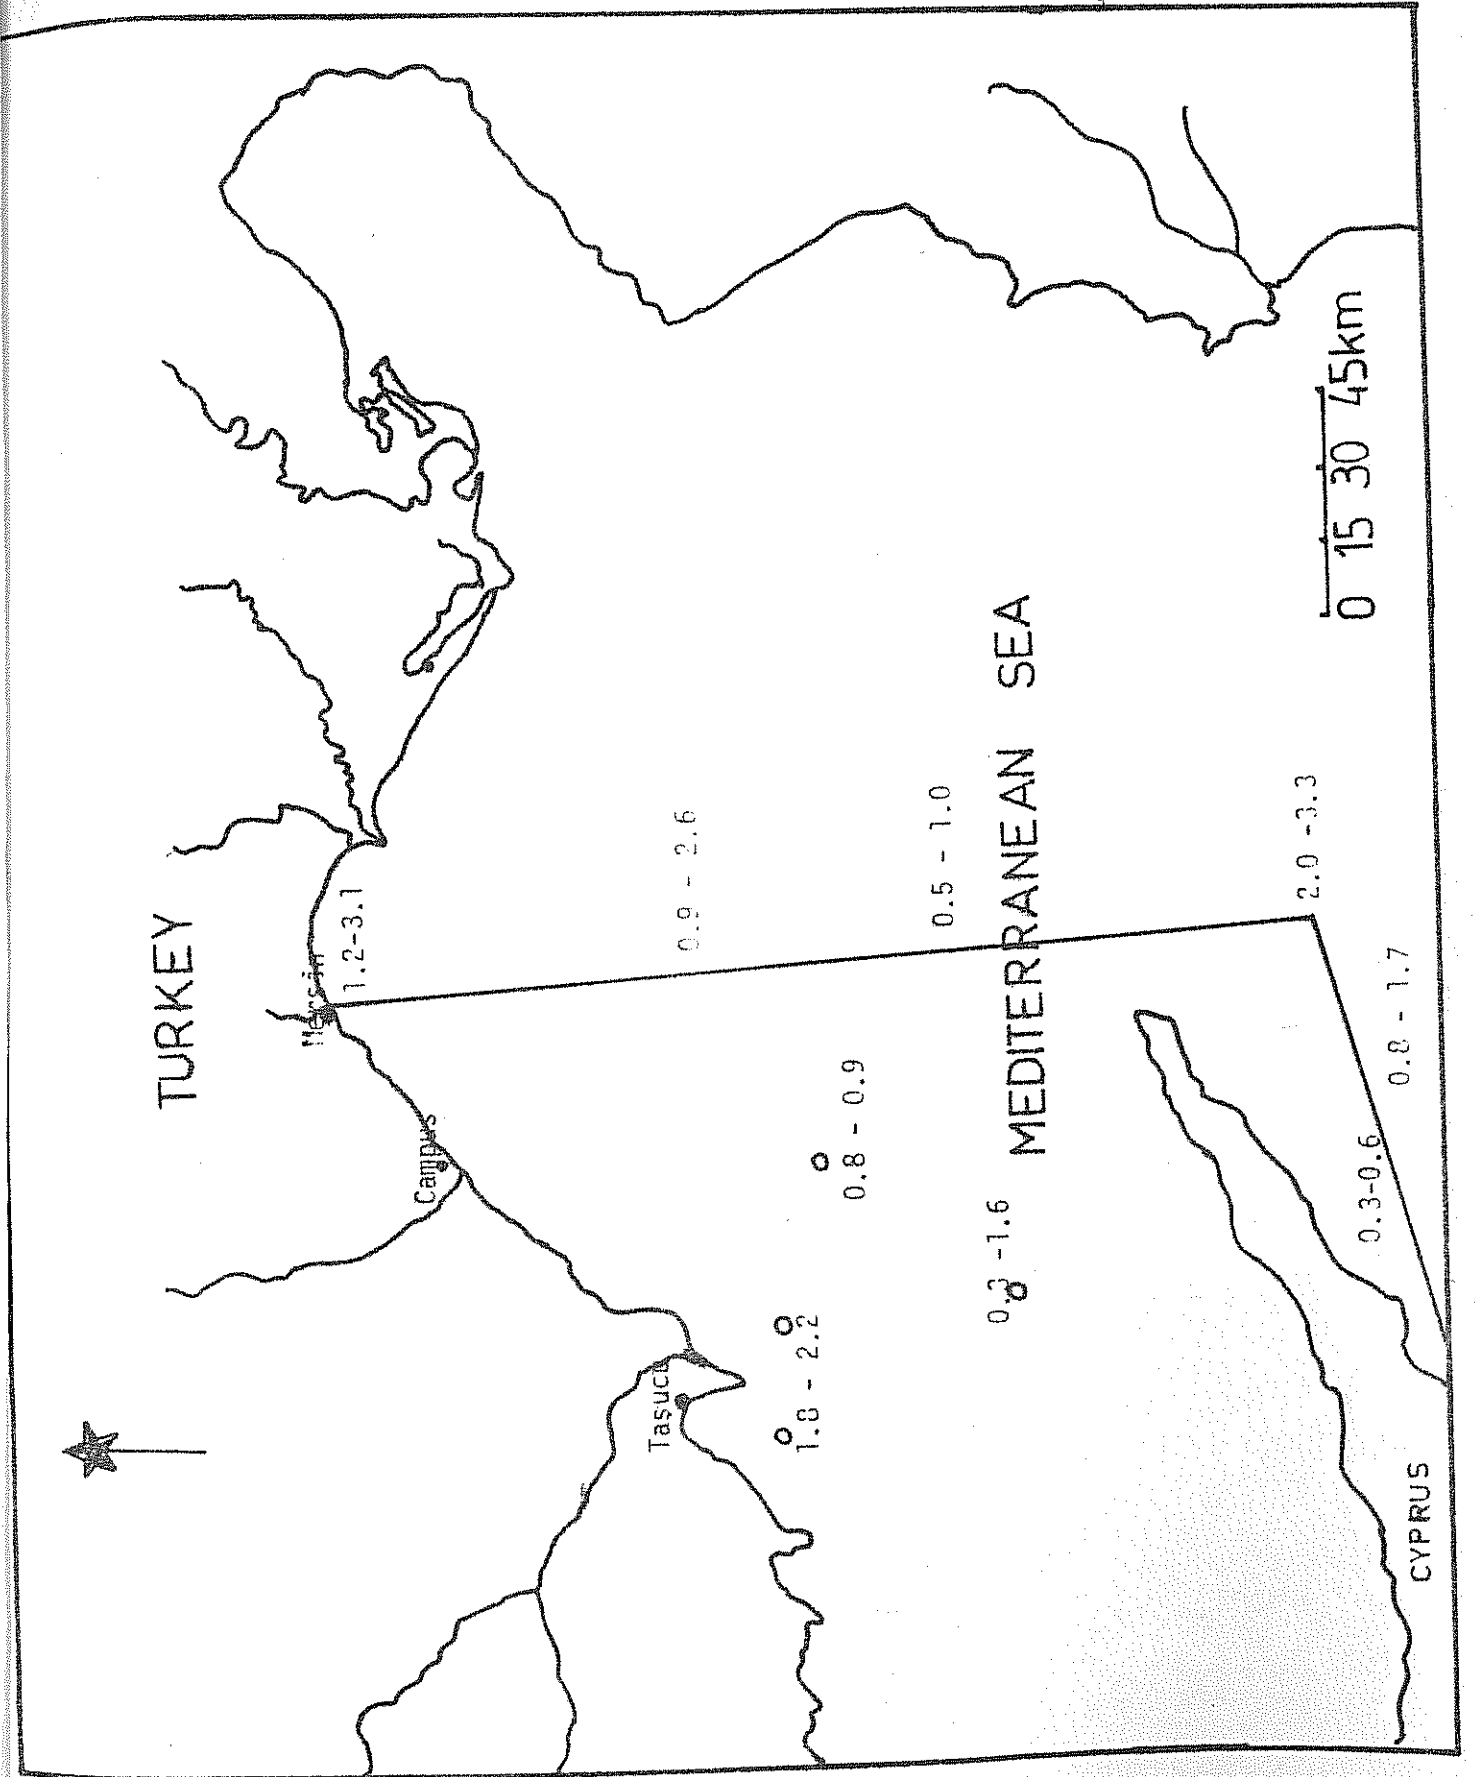 TURKEY
Mersin
1.2-3.1
Campus
Taşucu
0.9 - 2.6
1.8 - 2.2
0.8 - 0.9
0.5 - 1.0
0.3 -1.6
MEDITERRANEAN SEA
2.0 -3.3
0 15 30 45km
0.3-0.6
0.8 - 1.7
CYPRUS